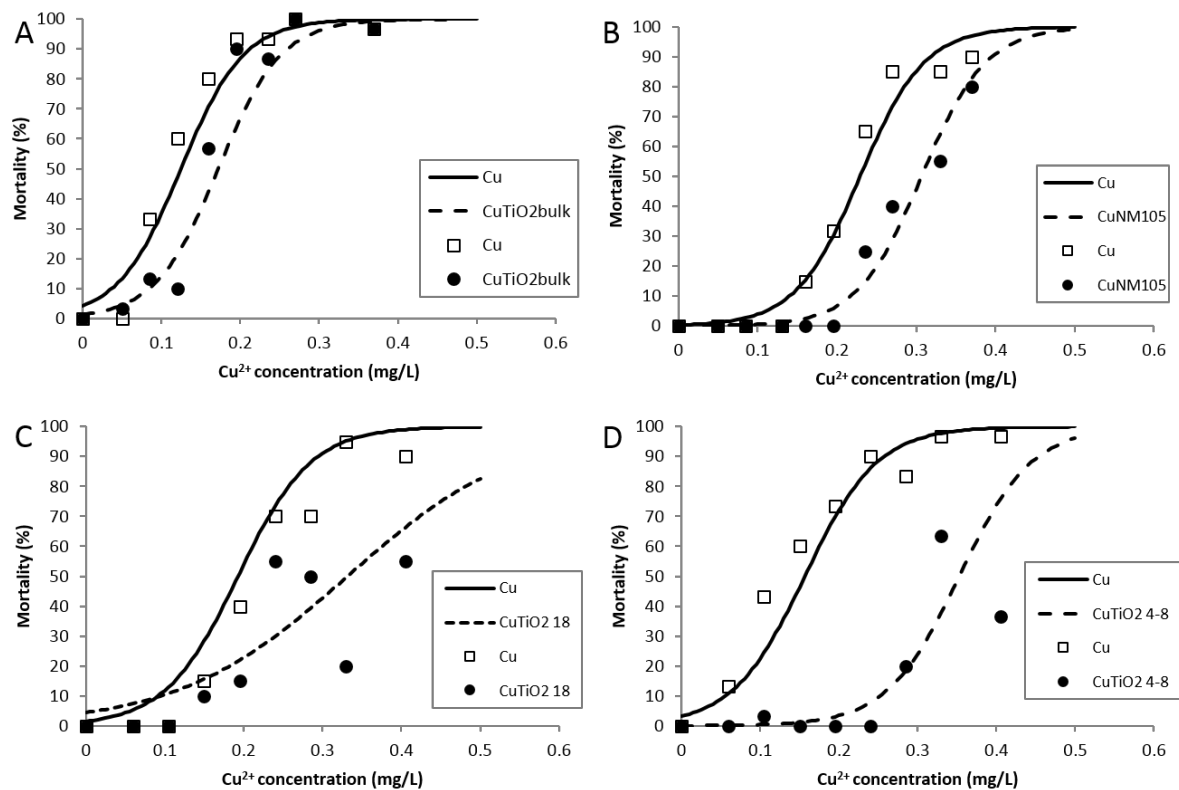 A
Mortality (%)
100
90
80
70
60
50
40
30
20
10
0
0 0.1 0.2 0.3 0.4 0.5 0.6
Cu²⁺ concentration (mg/L)
Cu
CuTiO2bulk
Cu
CuTiO2bulk
B
Mortality (%)
100
90
80
70
60
50
40
30
20
10
0
0 0.1 0.2 0.3 0.4 0.5 0.6
Cu²⁺ concentration (mg/L)
Cu
CuNM105
Cu
CuNM105
C
Mortality (%)
100
90
80
70
60
50
40
30
20
10
0
0 0.1 0.2 0.3 0.4 0.5 0.6
Cu²⁺ concentration (mg/L)
Cu
CuTiO2 18
Cu
CuTiO2 18
D
Mortality (%)
100
90
80
70
60
50
40
30
20
10
0
0 0.1 0.2 0.3 0.4 0.5 0.6
Cu²⁺ concentration (mg/L)
Cu
CuTiO2 4-8
Cu
CuTiO2 4-8